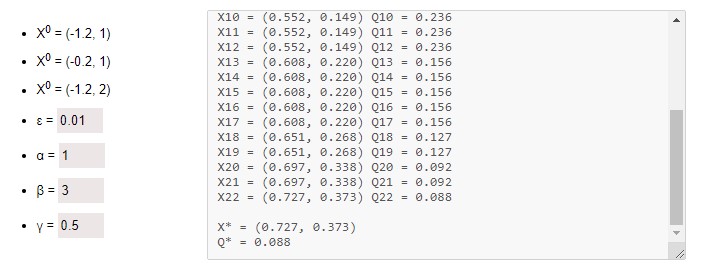 X⁰ = (-1.2, 1)
X⁰ = (-0.2, 1)
X⁰ = (-1.2, 2)
ε = 0.01
α = 1
β = 3
γ = 0.5
X10 = (0.552, 0.149) Q10 = 0.236
X11 = (0.552, 0.149) Q11 = 0.236
X12 = (0.552, 0.149) Q12 = 0.236
X13 = (0.608, 0.220) Q13 = 0.156
X14 = (0.608, 0.220) Q14 = 0.156
X15 = (0.608, 0.220) Q15 = 0.156
X16 = (0.608, 0.220) Q16 = 0.156
X17 = (0.608, 0.220) Q17 = 0.156
X18 = (0.651, 0.268) Q18 = 0.127
X19 = (0.651, 0.268) Q19 = 0.127
X20 = (0.697, 0.338) Q20 = 0.092
X21 = (0.697, 0.338) Q21 = 0.092
X22 = (0.727, 0.373) Q22 = 0.088
X* = (0.727, 0.373)
Q* = 0.088